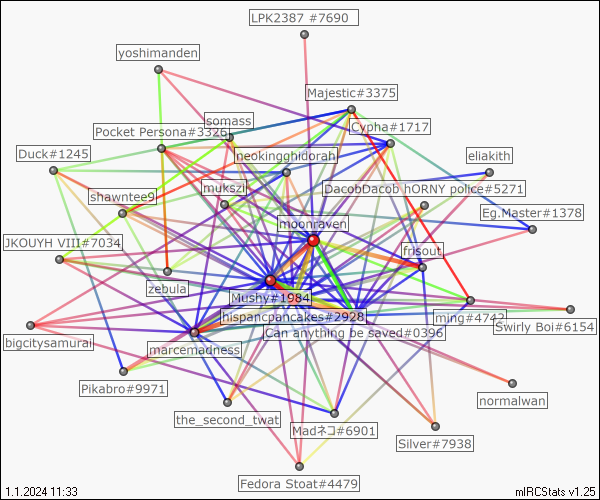 LPK2387 #7690
yoshimanden
Majestic#3375
somass
Cypha#1717
Pocket Persona#3326
Duck#1245
neokingghidorah
eliakith
mukszil
DacobDacob hORNY police#5271
shawntee9
Eg.Master#1378
moonraven
JKOUYH VIII#7034
frisout
zebula
Mushy#1984
hispanicpancakes#2928
ming#4742
Swirly Boi#6154
Can anything be saved#0396
bigcitysamurai
marcemadness
Pikabro#9971
normalwan
the_second_twat
Madネコ#6901
Silver#7938
Fedora Stoat#4479
1.1.2024 11:33
mIRCStats v1.25